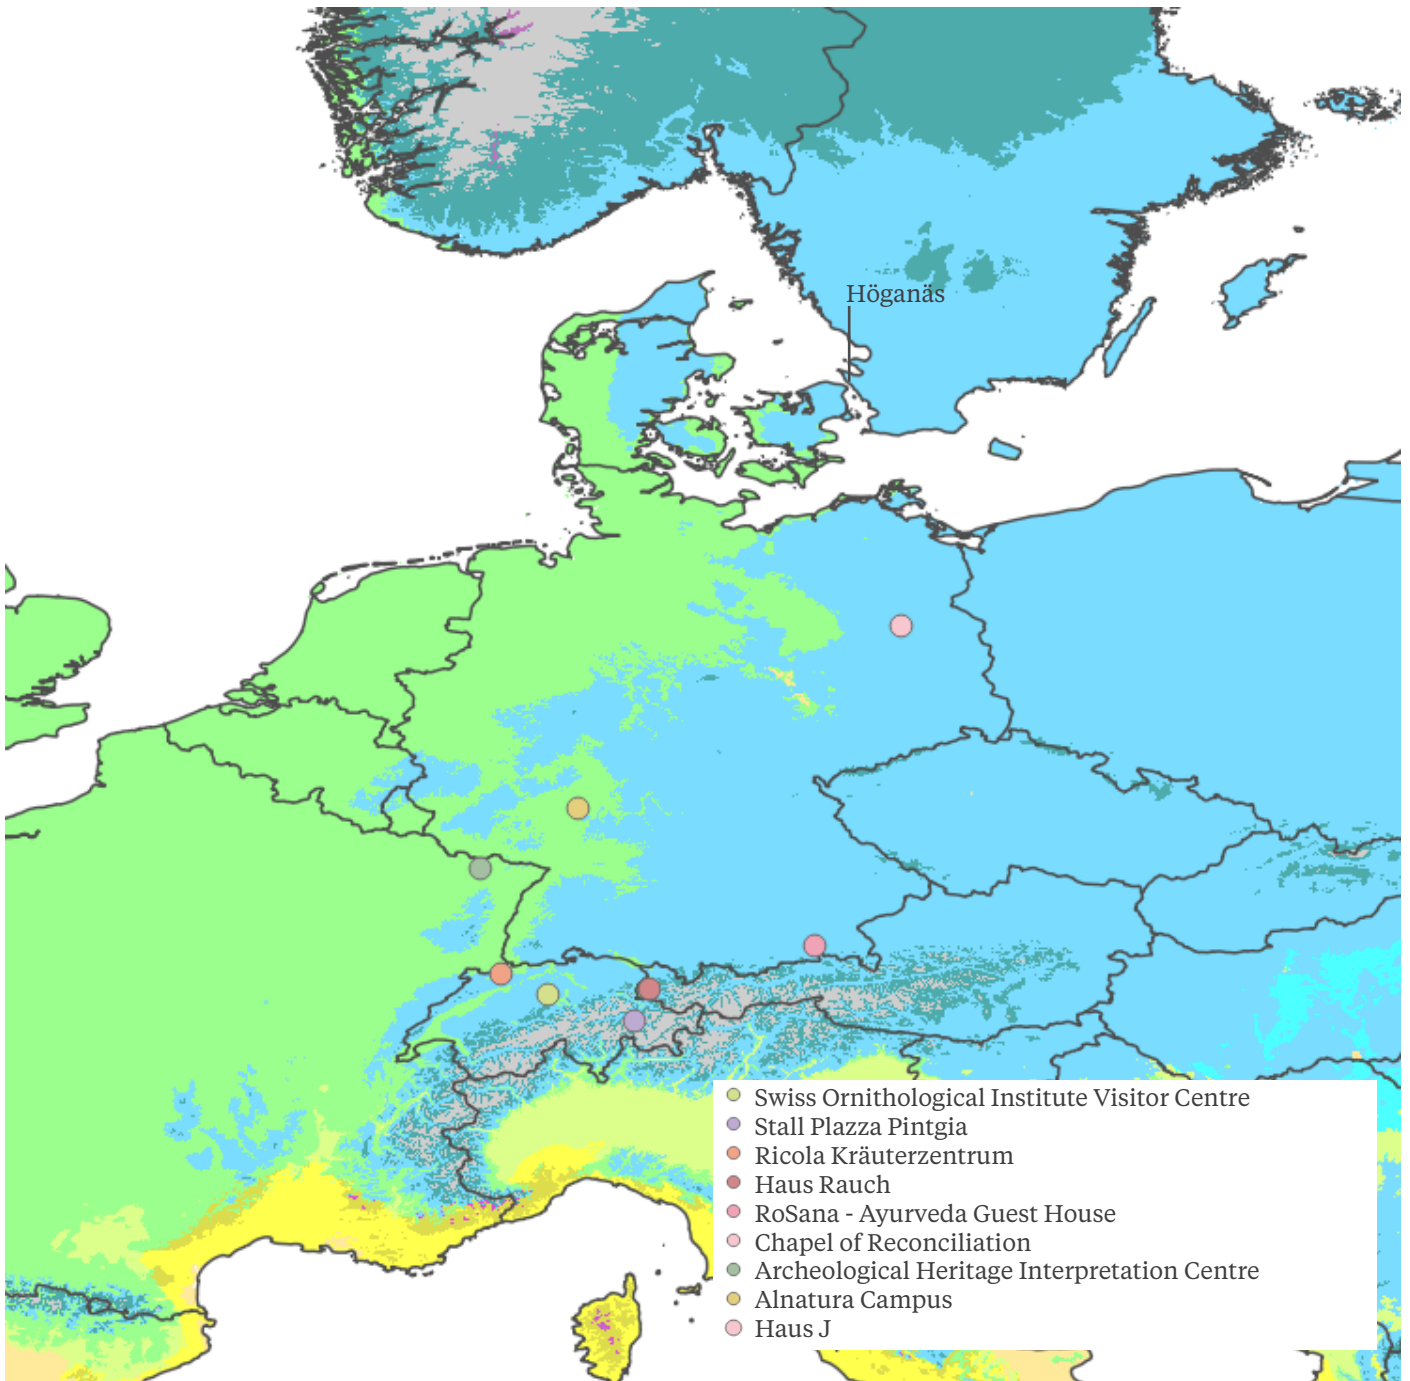 Höganäs
Swiss Ornithological Institute Visitor Centre
Stall Plazza Pintgia
Ricola Kräuterzentrum
Haus Rauch
RoSana - Ayurveda Guest House
Chapel of Reconciliation
Archeological Heritage Interpretation Centre
Alnatura Campus
Haus J